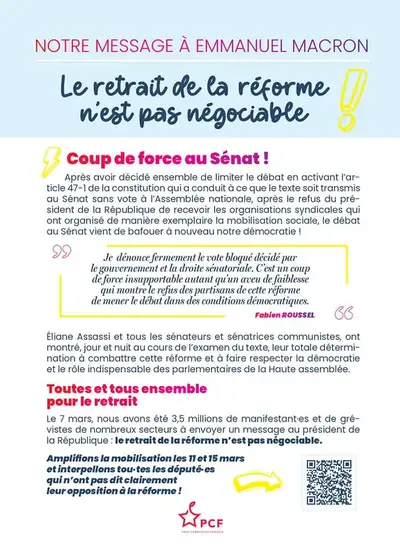 NOTRE MESSAGE À EMMANUEL MACRON
Le retrait de la réforme
n'est pas négociable !
Coup de force au Sénat !
Après avoir décidé ensemble de limiter le débat en activant l'ar-
ticle 47-1 de la constitution qui a conduit à ce que le texte soit transmis
au Sénat sans vote à l'Assemblée nationale, après le refus du pré-
sident de la République de recevoir les organisations syndicales qui
ont organisé de manière exemplaire la mobilisation sociale, le débat
au Sénat vient de bafouer à nouveau notre démocratie !
Je dénonce fermement le vote bloqué décidé par
le gouvernement et la droite sénatoriale. C'est un coup
de force insupportable autant qu'un aveu de faiblesse
qui montre le refus des partisans de cette réforme
de mener le débat dans des conditions démocratiques.
Fabien ROUSSEL
Éliane Assassi et tous les sénateurs et sénatrices communistes, ont
montré, jour et nuit au cours de l'examen du texte, leur totale détermi-
nation à combattre cette réforme et à faire respecter la démocratie
et le rôle indispensable des parlementaires de la Haute assemblée.
Toutes et tous ensemble
pour le retrait
Le 7 mars, nous avons été 3,5 millions de manifestant·es et de gré-
vistes de nombreux secteurs à envoyer un message au président de
la République : le retrait de la réforme n'est pas négociable.
Amplifions la mobilisation les 11 et 15 mars
et interpellons tou·tes les député·es
qui n'ont pas dit clairement
leur opposition à la réforme !
PCF